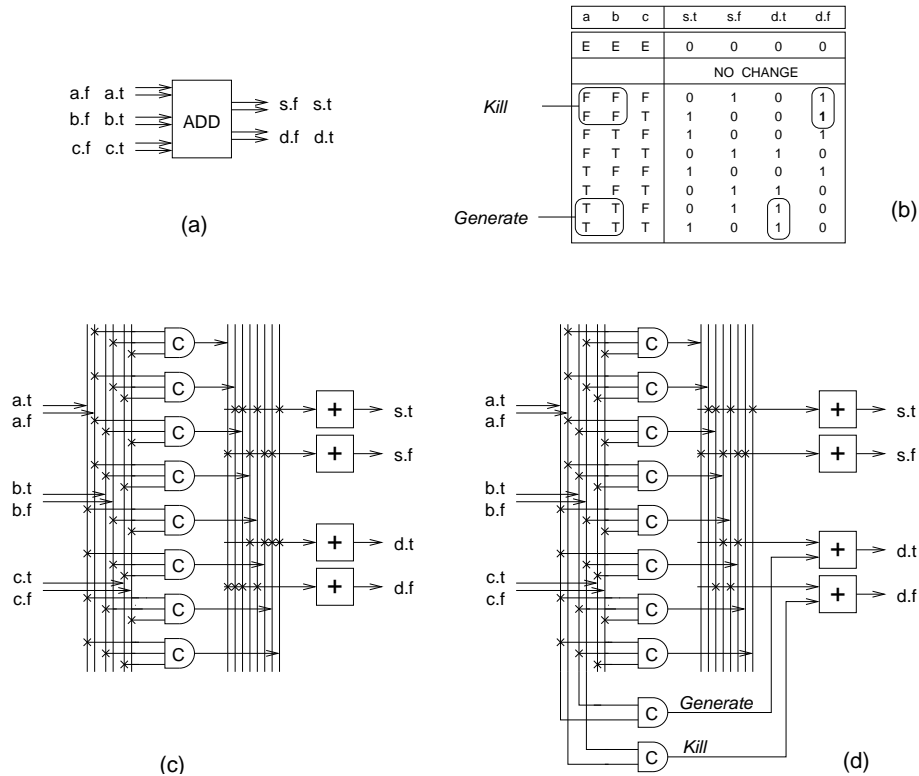 a.f a.t
b.f b.t
c.f c.t
ADD
s.f s.t
d.f d.t
(a)
a b c s.t s.f d.t d.f
E E E 0 0 0 0
NO CHANGE
F F F 0 1 0 1
F F T 1 0 0 1
F T F 1 0 0 1
F T T 0 1 1 0
T F F 1 0 0 1
T F T 0 1 1 0
T T F 0 1 1 0
T T T 1 0 1 0
Kill
Generate
(b)
a.t
a.f
b.t
b.f
c.t
c.f
C
C
C
C
C
C
C
C
+
+
+
+
s.t
s.f
d.t
d.f
(c)
a.t
a.f
b.t
b.f
c.t
c.f
C
C
C
C
C
C
C
C
C
C
Generate
Kill
+
+
+
+
s.t
s.f
d.t
d.f
(d)